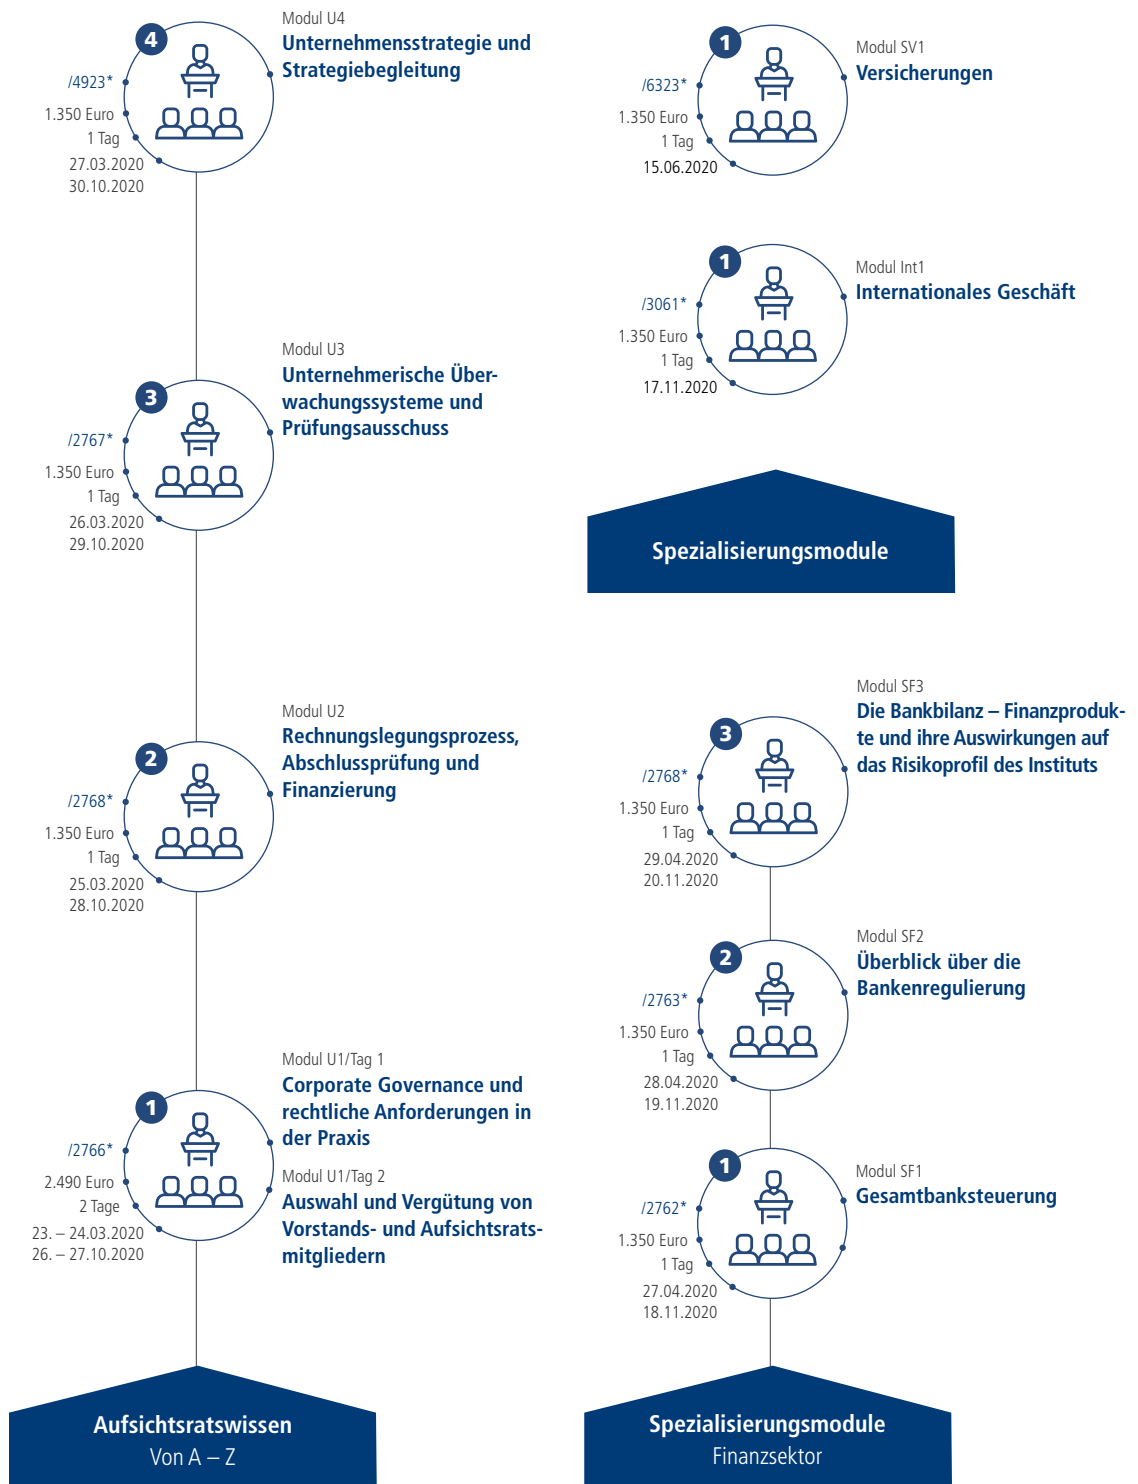 Modul U4
Unternehmensstrategie und
Strategiebegleitung
4
/4923*
1.350 Euro
1 Tag
27.03.2020
30.10.2020
Modul U3
Unternehmerische Über-
wachungssysteme und
Prüfungsausschuss
3
/2767*
1.350 Euro
1 Tag
26.03.2020
29.10.2020
Modul U2
Rechnungslegungsprozess,
Abschlussprüfung und
Finanzierung
2
/2768*
1.350 Euro
1 Tag
25.03.2020
28.10.2020
Modul U1/Tag 1
Corporate Governance und
rechtliche Anforderungen in
der Praxis
Modul U1/Tag 2
Auswahl und Vergütung von
Vorstands- und Aufsichtsrats-
mitgliedern
1
/2766*
2.490 Euro
2 Tage
23. – 24.03.2020
26. – 27.10.2020
Aufsichtsratswissen
Von A – Z
Modul SV1
Versicherungen
1
/6323*
1.350 Euro
1 Tag
15.06.2020
Modul Int1
Internationales Geschäft
1
/3061*
1.350 Euro
1 Tag
17.11.2020
Spezialisierungsmodule
Modul SF3
Die Bankbilanz – Finanzproduk-
te und ihre Auswirkungen auf
das Risikoprofil des Instituts
3
/2768*
1.350 Euro
1 Tag
29.04.2020
20.11.2020
Modul SF2
Überblick über die
Bankenregulierung
2
/2763*
1.350 Euro
1 Tag
28.04.2020
19.11.2020
Modul SF1
Gesamtbanksteuerung
1
/2762*
1.350 Euro
1 Tag
27.04.2020
18.11.2020
Spezialisierungsmodule
Finanzsektor